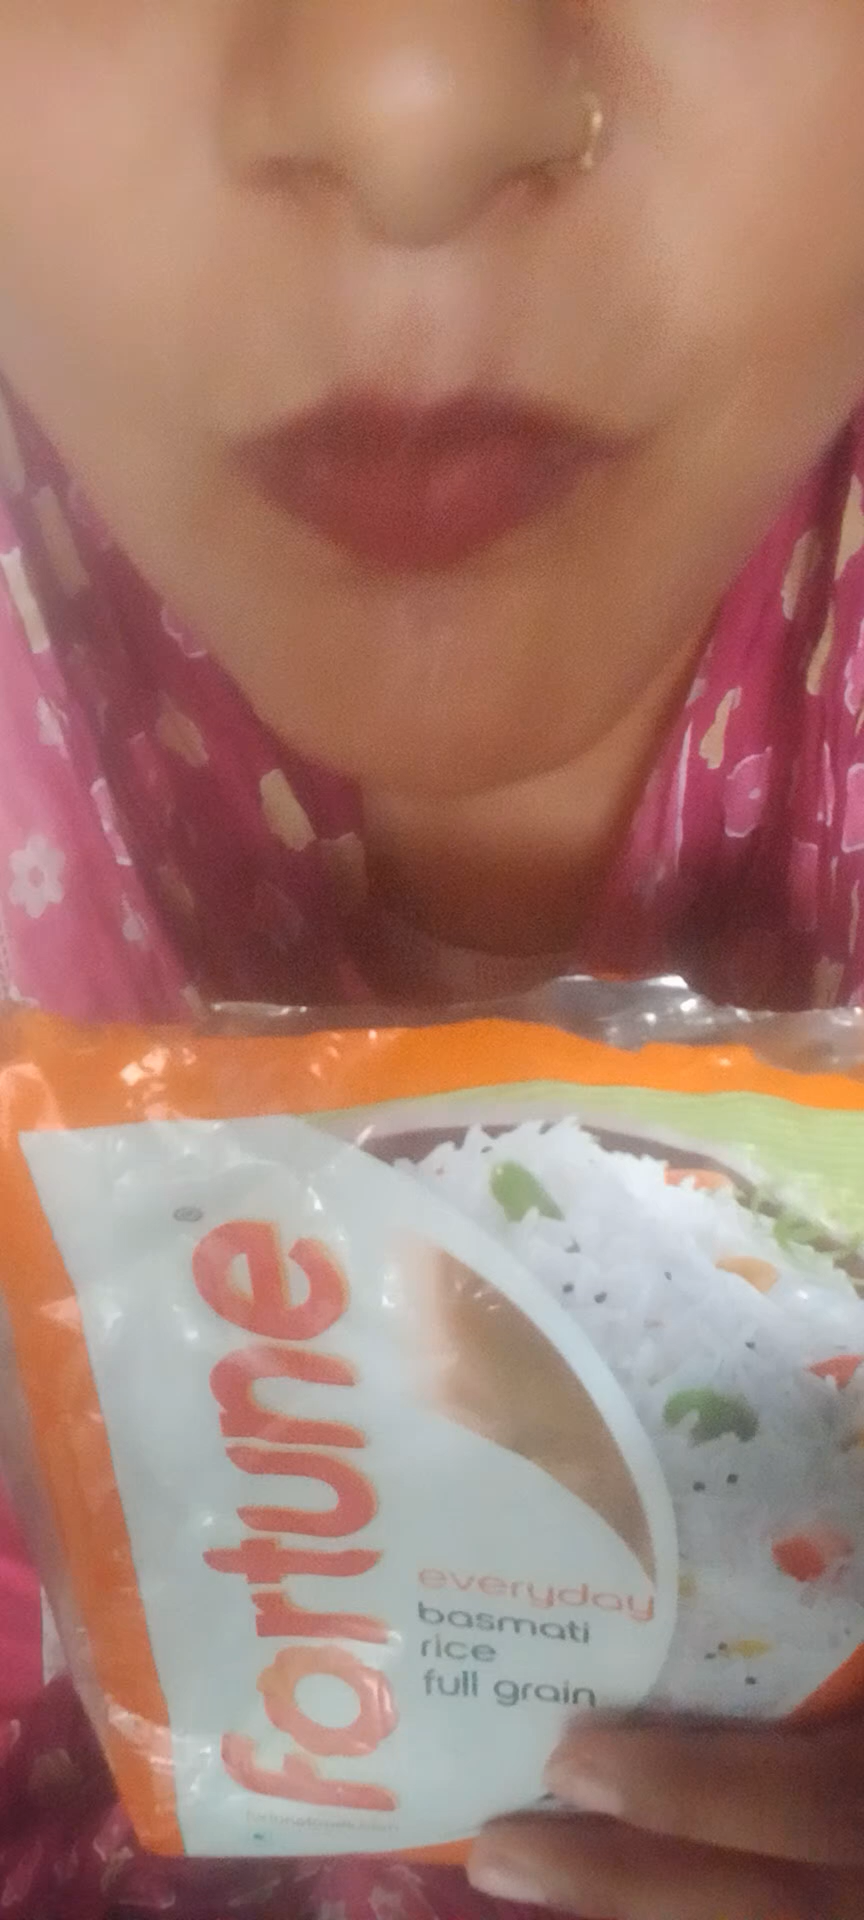 fortune
everyday
basmati
rice
full grain